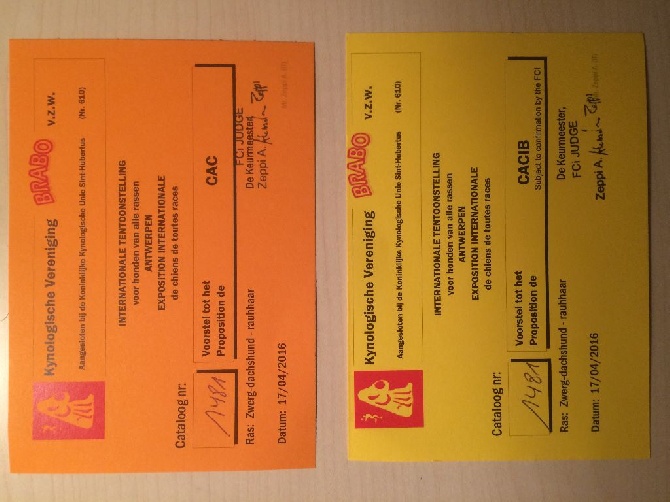 Kynologische Vereniging BRABO v.z.w.
Aangesloten bij de Koninklijke Kynologische Unie Sint-Hubertus (Nr. 610)
INTERNATIONALE TENTOONSTELLING
voor honden van alle rassen
ANTWERPEN
EXPOSITION INTERNATIONALE
de chiens de toutes races
Cataloog nr:
1481
Voorstel tot het
Proposition de
CAC
Ras: Zwerg-dachshund - rauhhaar
Datum: 17/04/2016
FCI JUDGE
De Keurmeester,
Zeppi A.
Kynologische Vereniging BRABO v.z.w.
Aangesloten bij de Koninklijke Kynologische Unie Sint-Hubertus (Nr. 610)
INTERNATIONALE TENTOONSTELLING
voor honden van alle rassen
ANTWERPEN
EXPOSITION INTERNATIONALE
de chiens de toutes races
Cataloog nr:
1481
Voorstel tot het
Proposition de
CACIB
Subject to confirmation by the FCI
Ras: Zwerg-dachshund - rauhhaar
Datum: 17/04/2016
De Keurmeester,
FCI JUDGE
Zeppi A.